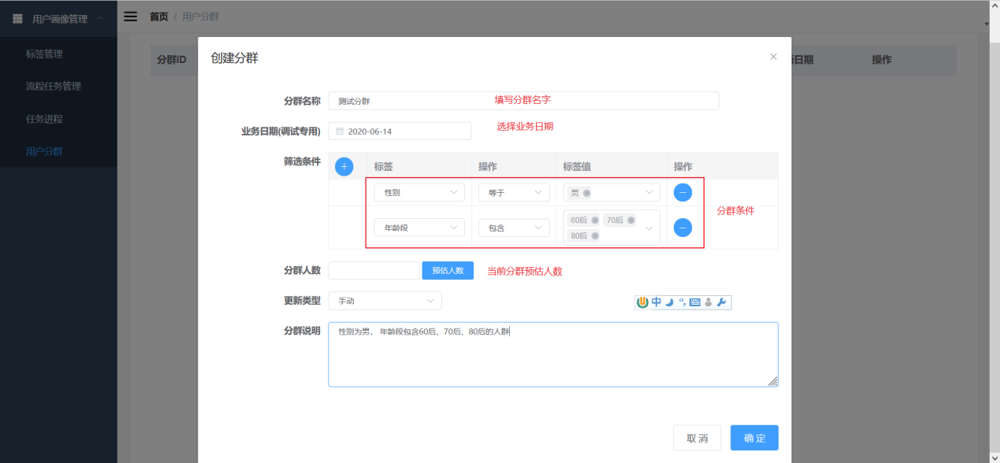 用户画像管理
首页 / 用户分群
标签管理
流程任务管理
任务进程
用户分群
分群ID
日期
操作
创建分群
分群名称
测试分群
填写分群名字
业务日期(调试专用)
2020-06-14
选择业务日期
筛选条件
标签 操作 标签值 操作
性别 等于 男
年龄段 包含 60后 70后 80后
分群条件
分群人数
预估人数
当前分群预估人数
更新类型
手动
中
分群说明
性别为男， 年龄段包含60后、70后、80后的人群
取消
确定